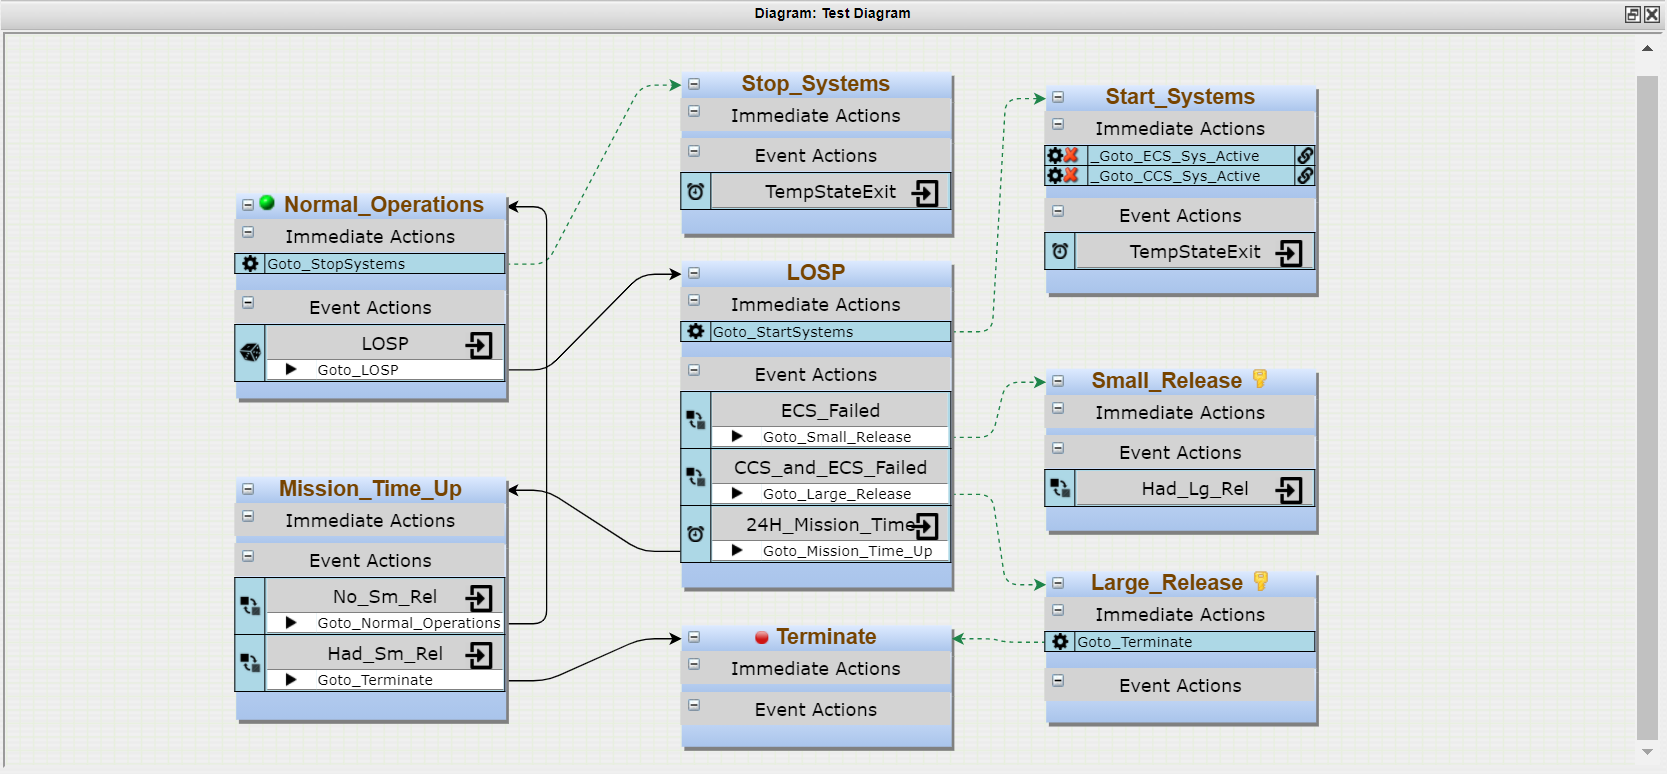 Diagram: Test Diagram
Normal_Operations
Immediate Actions
Goto_StopSystems
Event Actions
LOSP
Goto_LOSP
Mission_Time_Up
Immediate Actions
Event Actions
No_Sm_Rel
Goto_Normal_Operations
Had_Sm_Rel
Goto_Terminate
Stop_Systems
Immediate Actions
Event Actions
TempStateExit
LOSP
Immediate Actions
Goto_StartSystems
Event Actions
ECS_Failed
Goto_Small_Release
CCS_and_ECS_Failed
Goto_Large_Release
24H_Mission_Time
Goto_Mission_Time_Up
Terminate
Immediate Actions
Event Actions
Start_Systems
Immediate Actions
_Goto_ECS_Sys_Active
_Goto_CCS_Sys_Active
Event Actions
TempStateExit
Small_Release
Immediate Actions
Event Actions
Had_Lg_Rel
Large_Release
Immediate Actions
Goto_Terminate
Event Actions